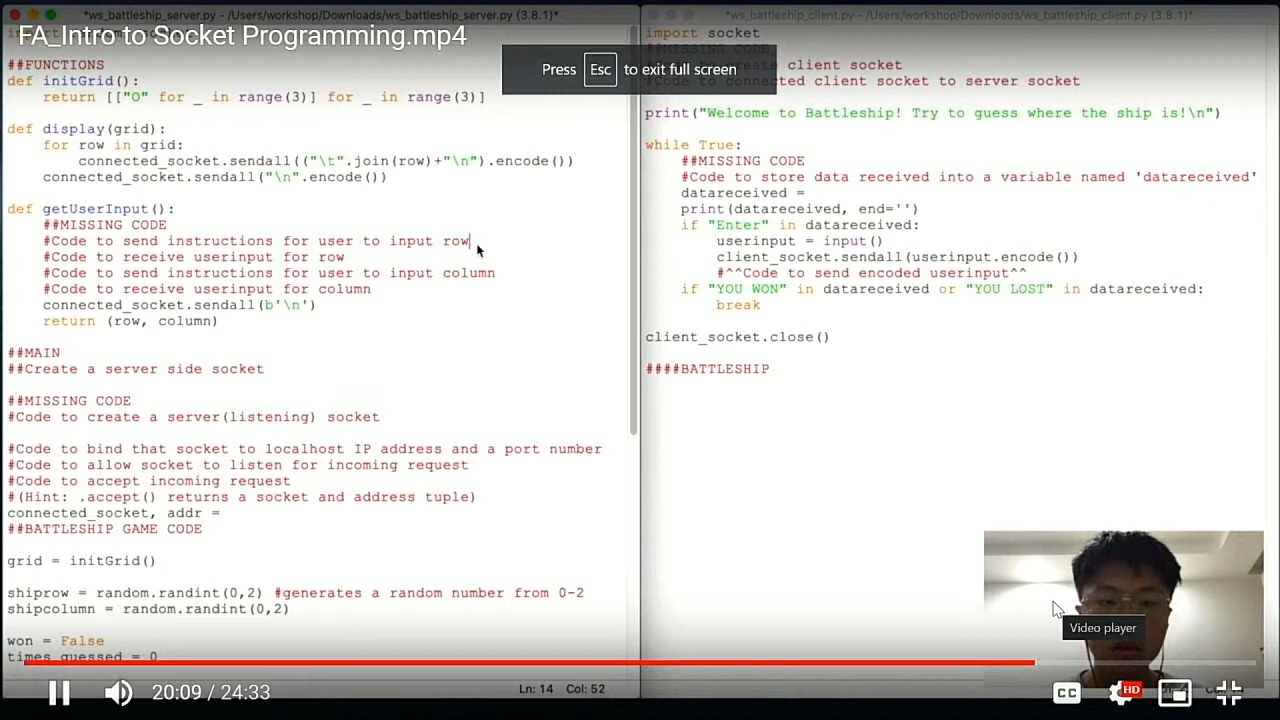 *ws_battleship_server.py - /Users/workshop/Downloads/ws_battleship_server.py (3.8.1)*
FA_Intro to Socket Programming.mp4
##FUNCTIONS
def initGrid():
    return [["O" for _ in range(3)] for _ in range(3)]
def display(grid):
    for row in grid:
        connected_socket.sendall(("\t".join(row)+"\n").encode())
    connected_socket.sendall("\n".encode())
def getUserInput():
    ##MISSING CODE
    #Code to send instructions for user to input row
    #Code to receive userinput for row
    #Code to send instructions for user to input column
    #Code to receive userinput for column
    connected_socket.sendall(b'\n')
    return (row, column)
##MAIN
##Create a server side socket
##MISSING CODE
#Code to create a server(listening) socket
#Code to bind that socket to localhost IP address and a port number
#Code to allow socket to listen for incoming request
#Code to accept incoming request
#(Hint: .accept() returns a socket and address tuple)
connected_socket, addr =
##BATTLESHIP GAME CODE
grid = initGrid()
shiprow = random.randint(0,2) #generates a random number from 0-2
shipcolumn = random.randint(0,2)
won = False
times_guessed = 0
Ln: 14 Col: 52
*ws_battleship_client.py - /Users/workshop/Downloads/ws_battleship_client.py (3.8.1)*
import socket
Press Esc to exit full screen
client socket
connected client socket to server socket
print("Welcome to Battleship! Try to guess where the ship is!\n")
while True:
    ##MISSING CODE
    #Code to store data received into a variable named 'datareceived'
    datareceived =
    print(datareceived, end='')
    if "Enter" in datareceived:
        userinput = input()
        client_socket.sendall(userinput.encode())
        #^^Code to send encoded userinput^^
    if "YOU WON" in datareceived or "YOU LOST" in datareceived:
        break
client_socket.close()
####BATTLESHIP
Video player
20:09 / 24:33
CC
HD